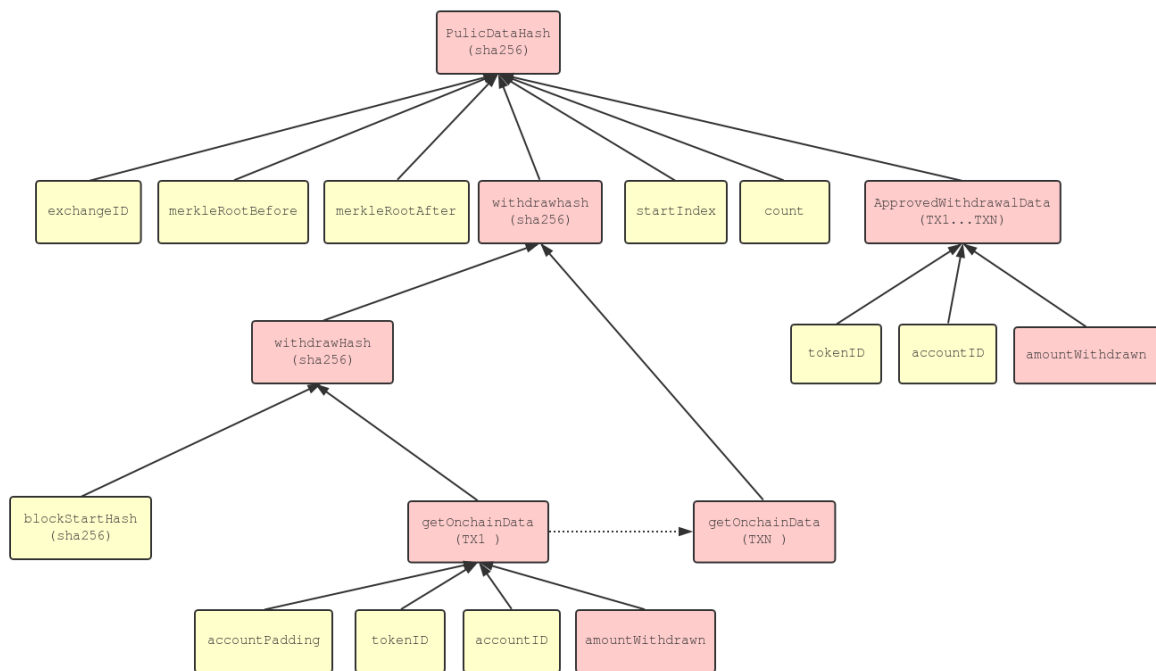 PulicDataHash
(sha256)
exchangeID
merkleRootBefore
merkleRootAfter
withdrawhash
(sha256)
startIndex
count
ApprovedWithdrawalData
(TX1...TXN)
withdrawHash
(sha256)
tokenID
accountID
amountWithdrawn
blockStartHash
(sha256)
getOnchainData
(TX1 )
getOnchainData
(TXN )
accountPadding
tokenID
accountID
amountWithdrawn